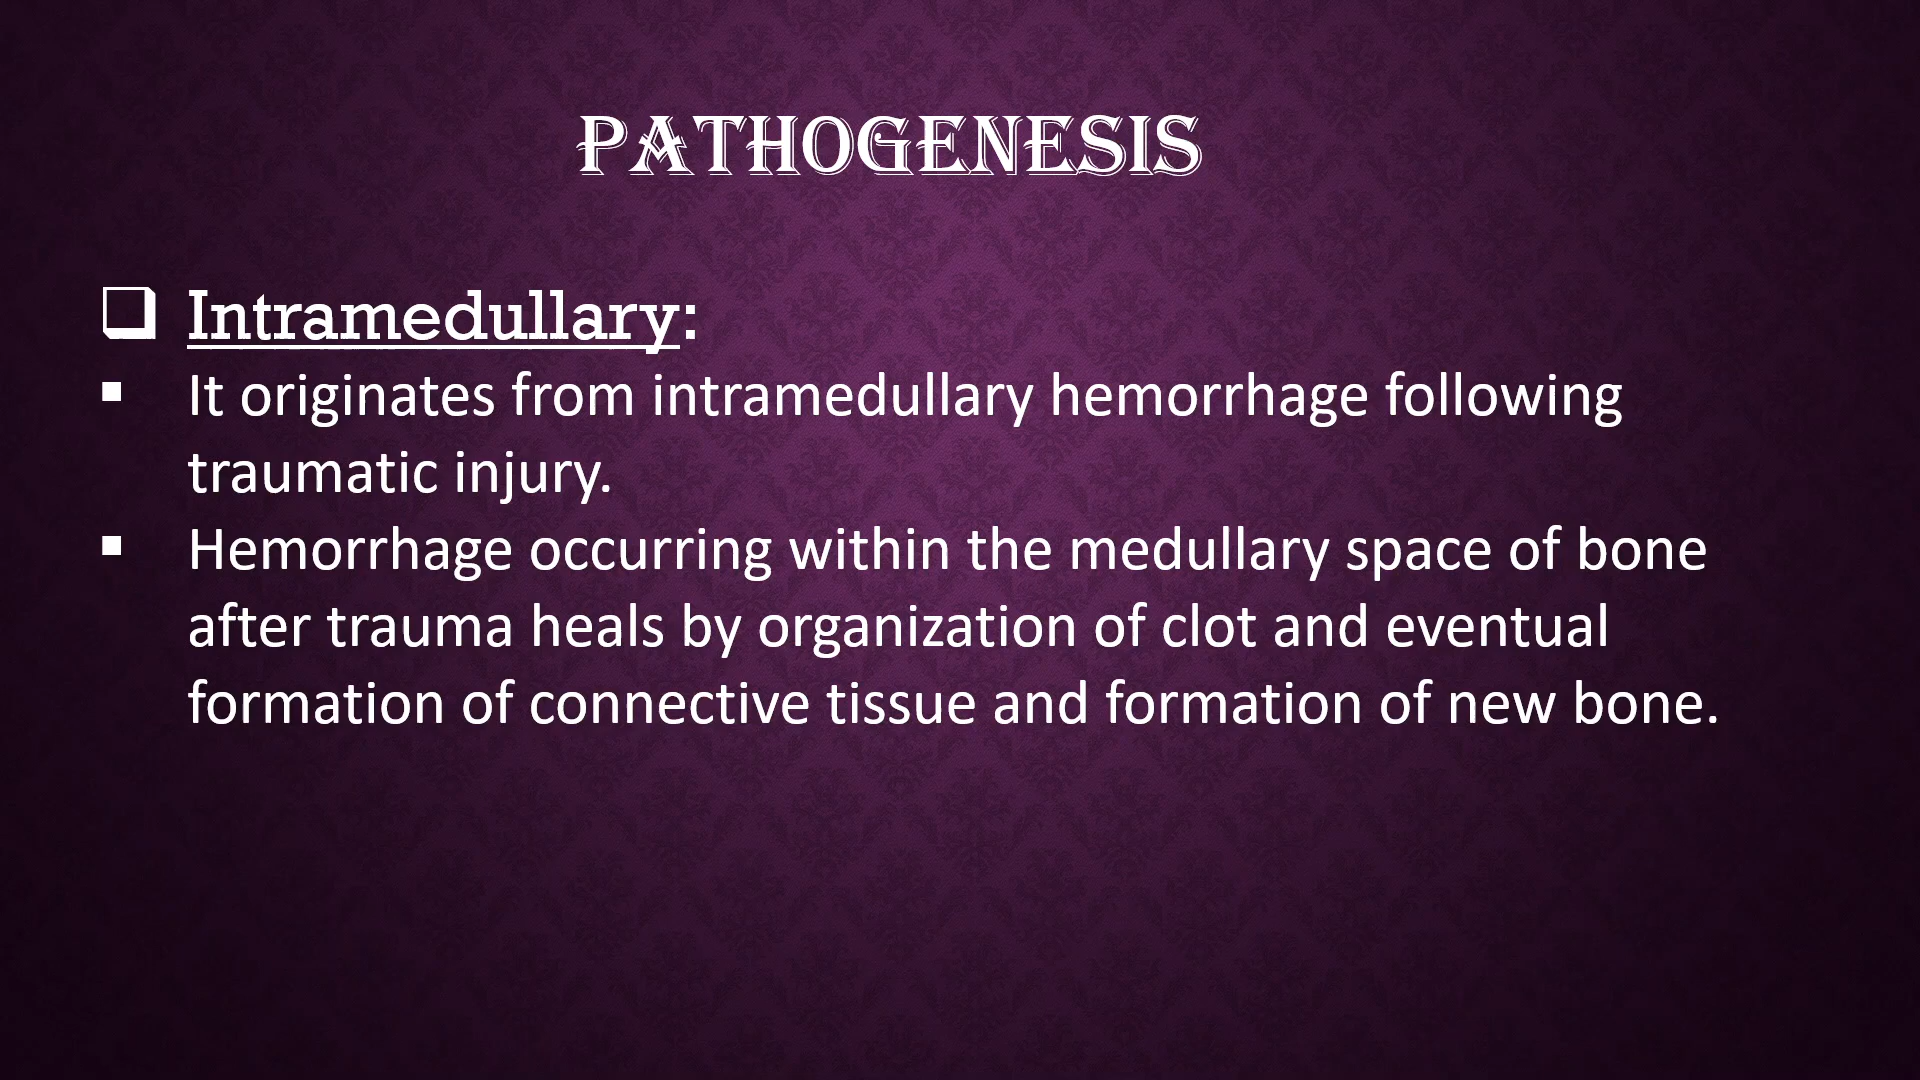 PATHOGENESIS
❑ Intramedullary:
▪ It originates from intramedullary hemorrhage following
traumatic injury.
▪ Hemorrhage occurring within the medullary space of bone
after trauma heals by organization of clot and eventual
formation of connective tissue and formation of new bone.